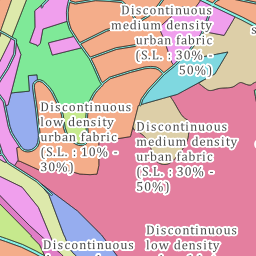 Discontinuous
medium density
urban fabric
(S.L. : 30% -
50%)
Discontinuous
low density
urban fabric
(S.L. : 10% -
30%)
Discontinuous
medium density
urban fabric
(S.L. : 30% -
50%)
Discontinuous
low density
Discontinuous